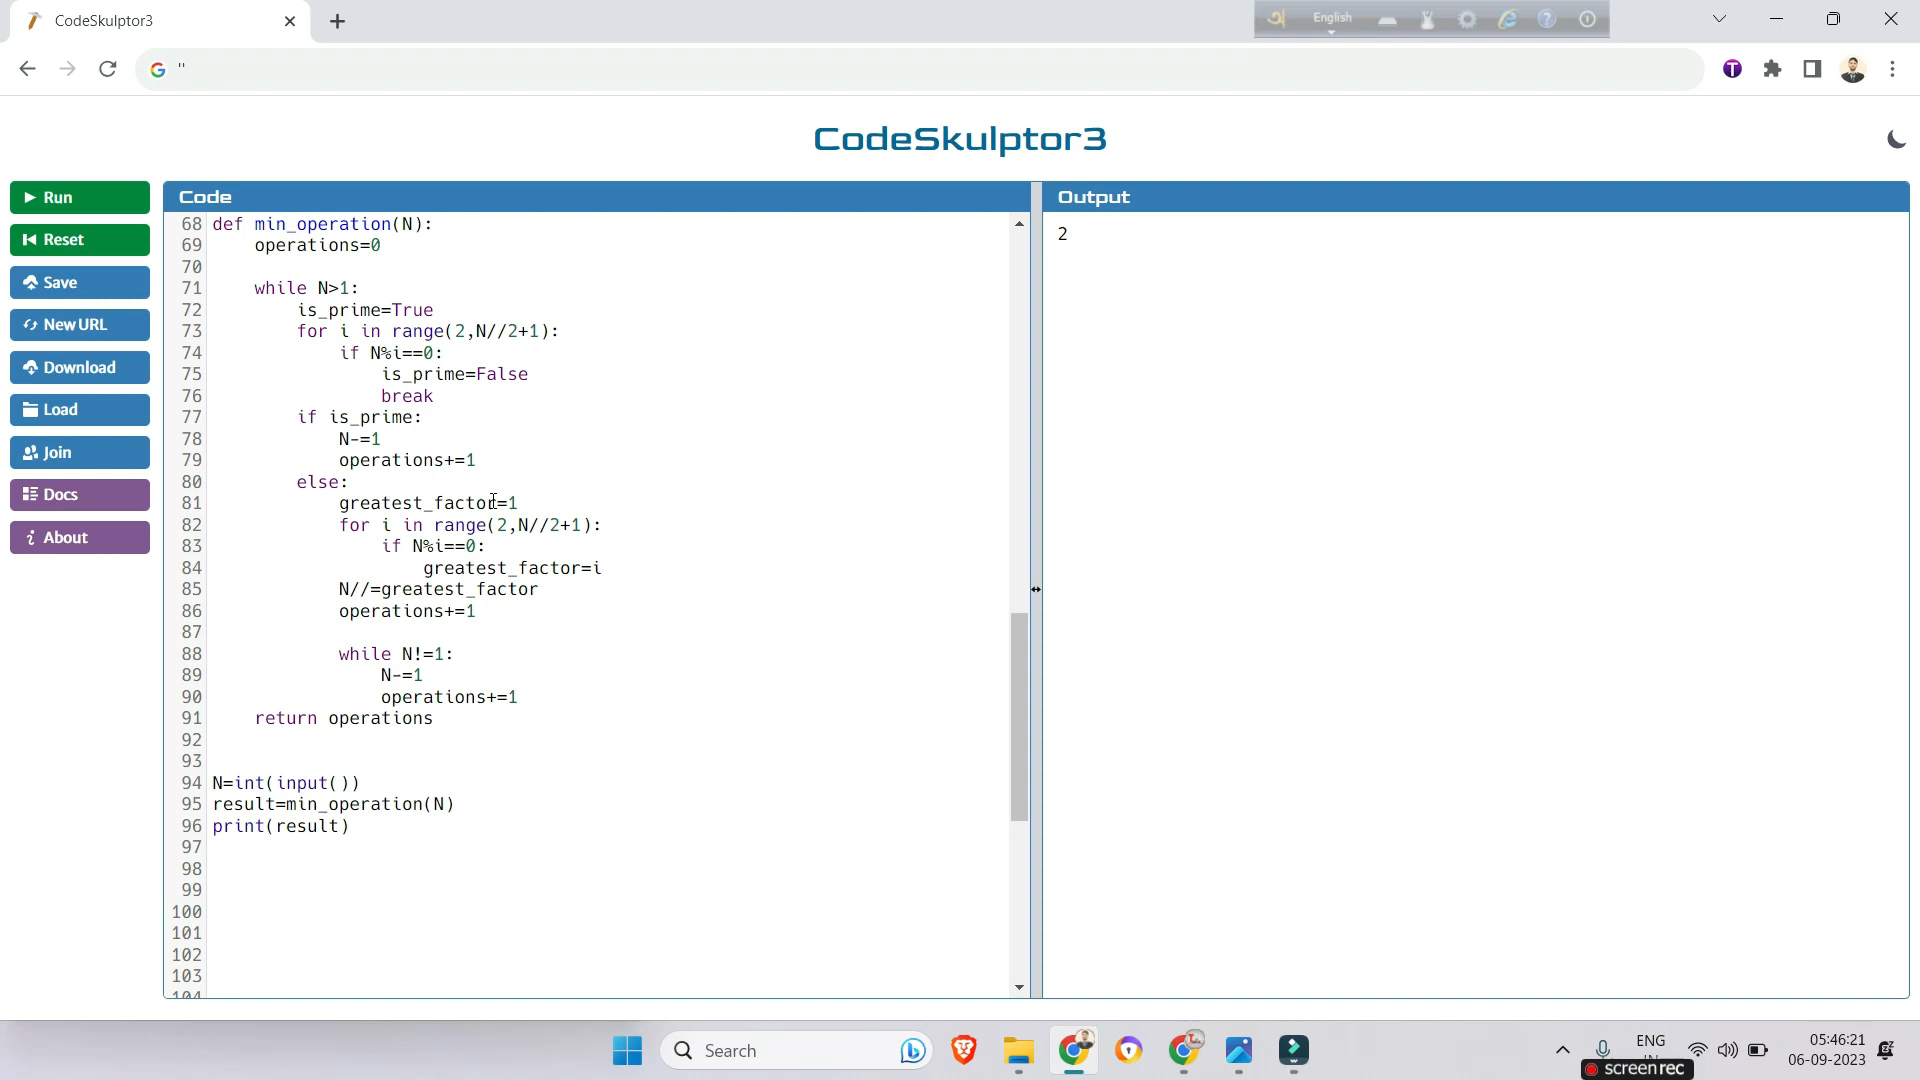 CodeSkulptor3
English
"
CodeSkulptor3
Run
Reset
Save
New URL
Download
Load
Join
Docs
About
Code
68 def min_operation(N):
69     operations=0
70
71     while N>1:
72         is_prime=True
73         for i in range(2,N//2+1):
74             if N%i==0:
75                 is_prime=False
76                 break
77         if is_prime:
78             N-=1
79             operations+=1
80         else:
81             greatest_factor=1
82             for i in range(2,N//2+1):
83                 if N%i==0:
84                     greatest_factor=i
85             N//=greatest_factor
86             operations+=1
87
88             while N!=1:
89                 N-=1
90                 operations+=1
91     return operations
92
93
94 N=int(input())
95 result=min_operation(N)
96 print(result)
97
98
99
100
101
102
103
104
Output
2
Search
ENG
05:46:21
06-09-2023
screenrec